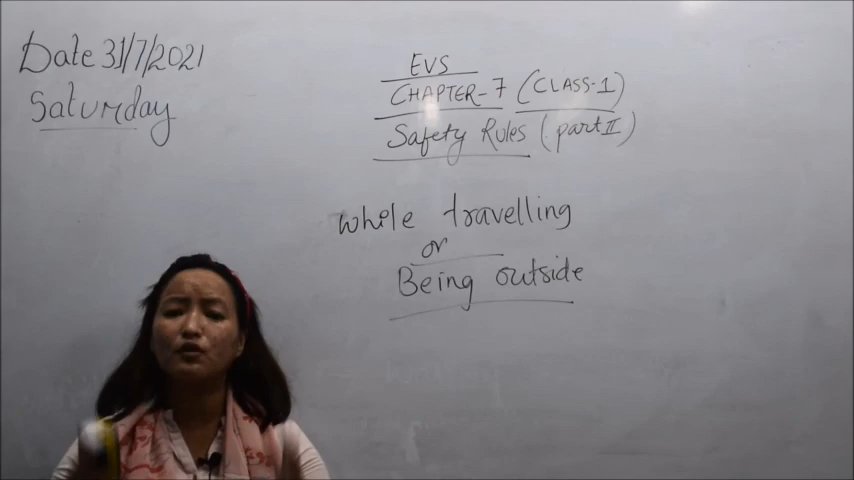 Date 31/7/2021
Saturday
EVS
CHAPTER-7 (CLASS-1)
Safety Rules (part II)
while travelling
or
Being outside